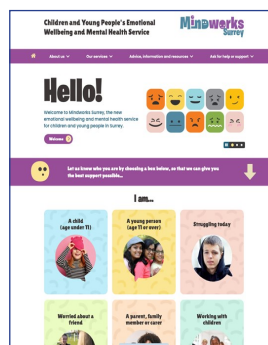 Children and Young People's Emotional
Wellbeing and Mental Health Service
Mindworks
Surrey
About us
Our services
Advice, information and resources
Ask for help or support
Hello!
Welcome to Mindworks Surrey, the new
emotional wellbeing and mental health service
for children and young people in Surrey.
Welcome
Let us know who you are by choosing a box below, so that we can give you
the best support possible...
I am...
A child
(age under 11)
A young person
(age 11 or over)
Struggling today
Worried about a
friend
A parent, family
member or carer
Working with
children